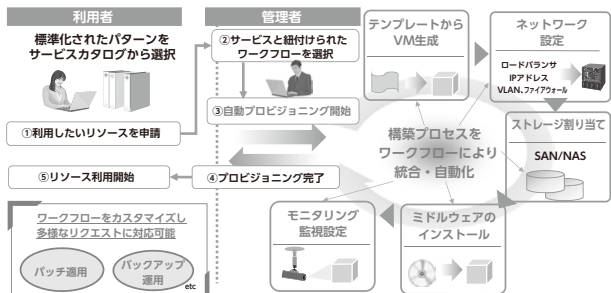 利用者
標準化されたパターンを
サービスカタログから選択
①利用したいリソースを申請
⑤リソース利用開始
ワークフローをカスタマイズし
多様なリクエストに対応可能
パッチ適用
バックアップ
運用
etc
管理者
②サービスと紐付けられた
ワークフローを選択
③自動プロビジョニング開始
④プロビジョニング完了
テンプレートから
VM生成
ネットワーク
設定
ロードバランサ
IPアドレス
VLAN、ファイアウォール
ストレージ割り当て
SAN/NAS
構築プロセスを
ワークフローにより
統合・自動化
モニタリング
監視設定
ミドルウェアの
インストール